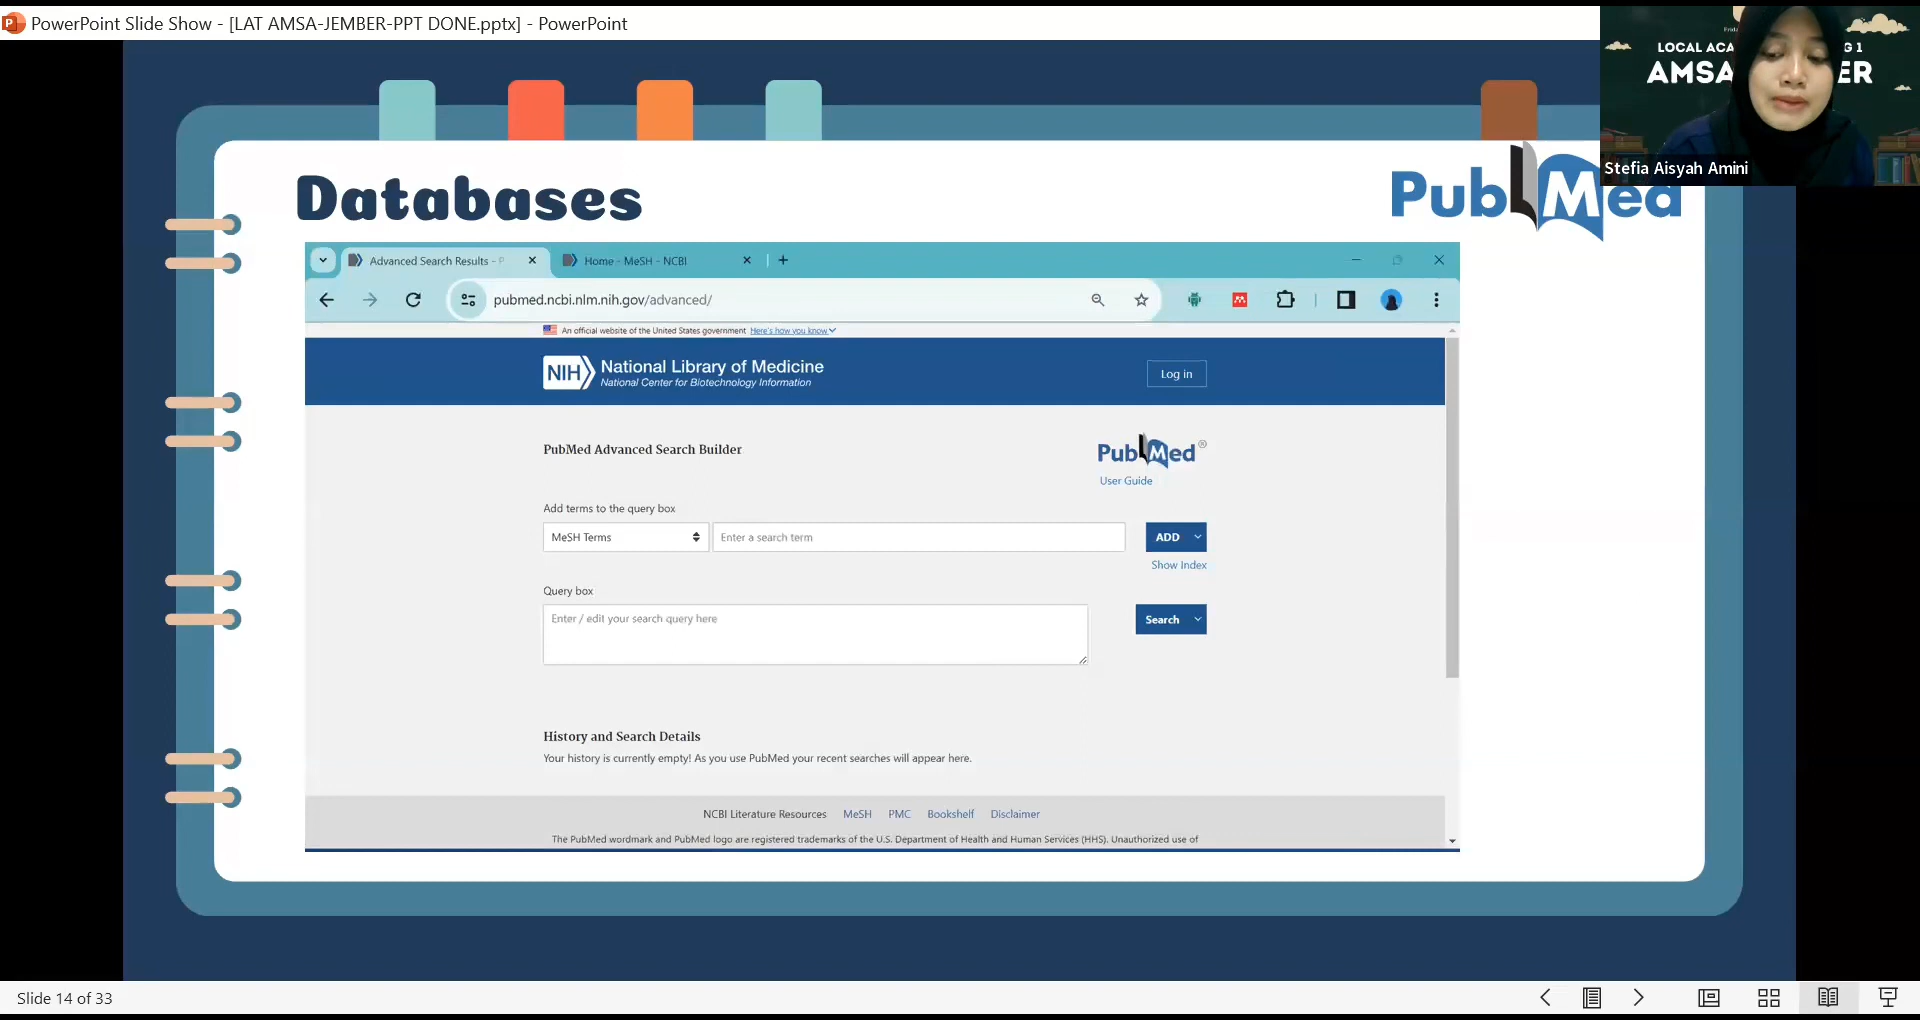 PowerPoint Slide Show - [LAT AMSA-JEMBER-PPT DONE.pptx] - PowerPoint
LOCAL ACA G 1
AMSA ER
Stefia Aisyah Amini
Databases
PubMed
Advanced Search Results - P
Home - MeSH - NCBI
pubmed.ncbi.nlm.nih.gov/advanced/
An official website of the United States government Here's how you know
NIH National Library of Medicine
National Center for Biotechnology Information
Log in
PubMed Advanced Search Builder
PubMed®
User Guide
Add terms to the query box
MeSH Terms
Enter a search term
ADD
Show Index
Query box
Enter / edit your search query here
Search
History and Search Details
Your history is currently empty! As you use PubMed your recent searches will appear here.
NCBI Literature Resources MeSH PMC Bookshelf Disclaimer
The PubMed wordmark and PubMed logo are registered trademarks of the U.S. Department of Health and Human Services (HHS). Unauthorized use of
Slide 14 of 33